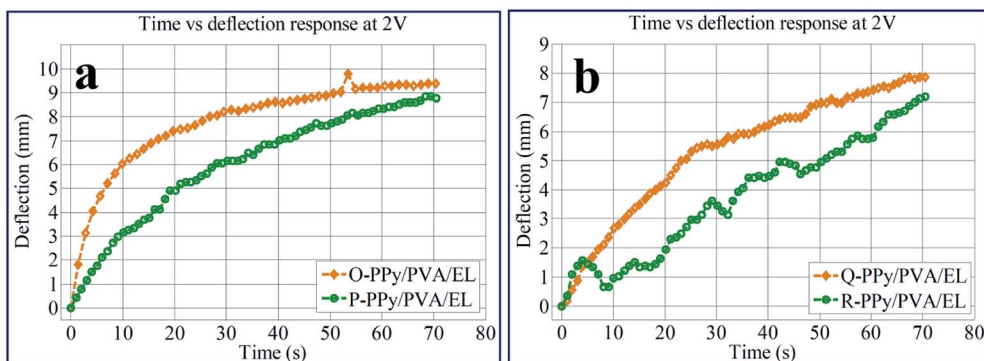 Time vs deflection response at 2V
a
10
9
8
7
6
5
4
3
2
1
0
Deflection (mm)
O-PPy/PVA/EL
P-PPy/PVA/EL
0 10 20 30 40 50 60 70 80
Time (s)
Time vs deflection response at 2V
b
9
8
7
6
5
4
3
2
1
0
Deflection (mm)
Q-PPy/PVA/EL
R-PPy/PVA/EL
0 10 20 30 40 50 60 70 80
Time (s)